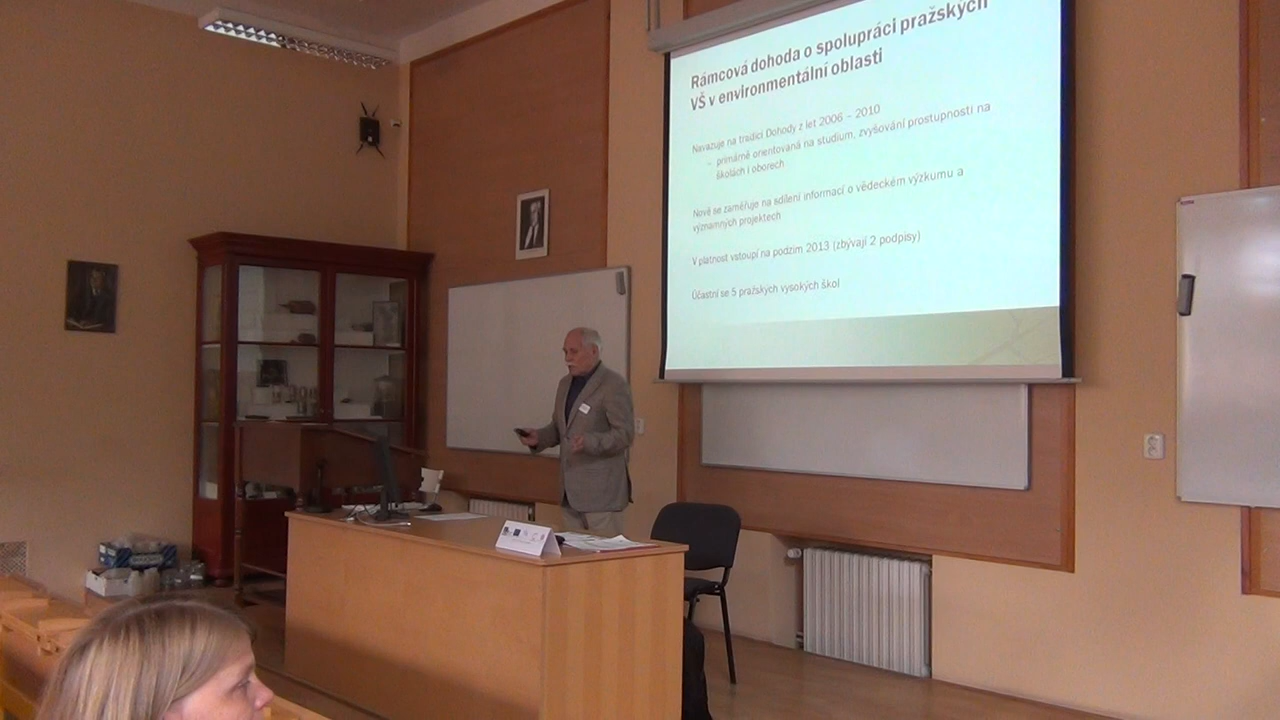 Rámcová dohoda o spolupráci pražských
VŠ v environmentální oblasti
Navazuje na tradici Dohody z let 2006 – 2010
– primárně orientovaná na studium, zvyšování prostupnosti na
školách i oborech
Nově se zaměřuje na sdílení informací o vědeckém výzkumu a
významných projektech
V platnost vstoupí na podzim 2013 (zbývají 2 podpisy)
Účastní se 5 pražských vysokých škol